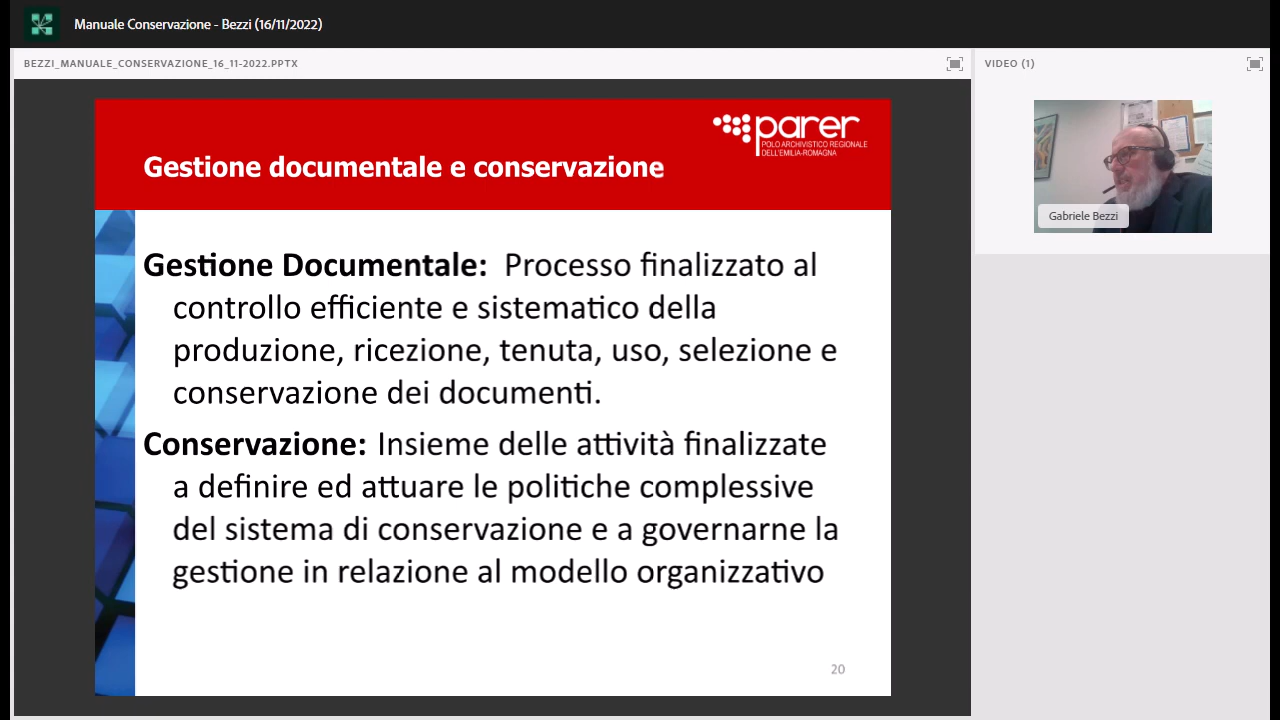 Manuale Conservazione - Bezzi (16/11/2022)
BEZZI_MANUALE_CONSERVAZIONE_16_11-2022.PPTX
VIDEO (1)
parer
POLO ARCHIVISTICO REGIONALE
DELL'EMILIA-ROMAGNA
Gestione documentale e conservazione
Gestione Documentale: Processo finalizzato al
controllo efficiente e sistematico della
produzione, ricezione, tenuta, uso, selezione e
conservazione dei documenti.
Conservazione: Insieme delle attività finalizzate
a definire ed attuare le politiche complessive
del sistema di conservazione e a governarne la
gestione in relazione al modello organizzativo
20
Gabriele Bezzi